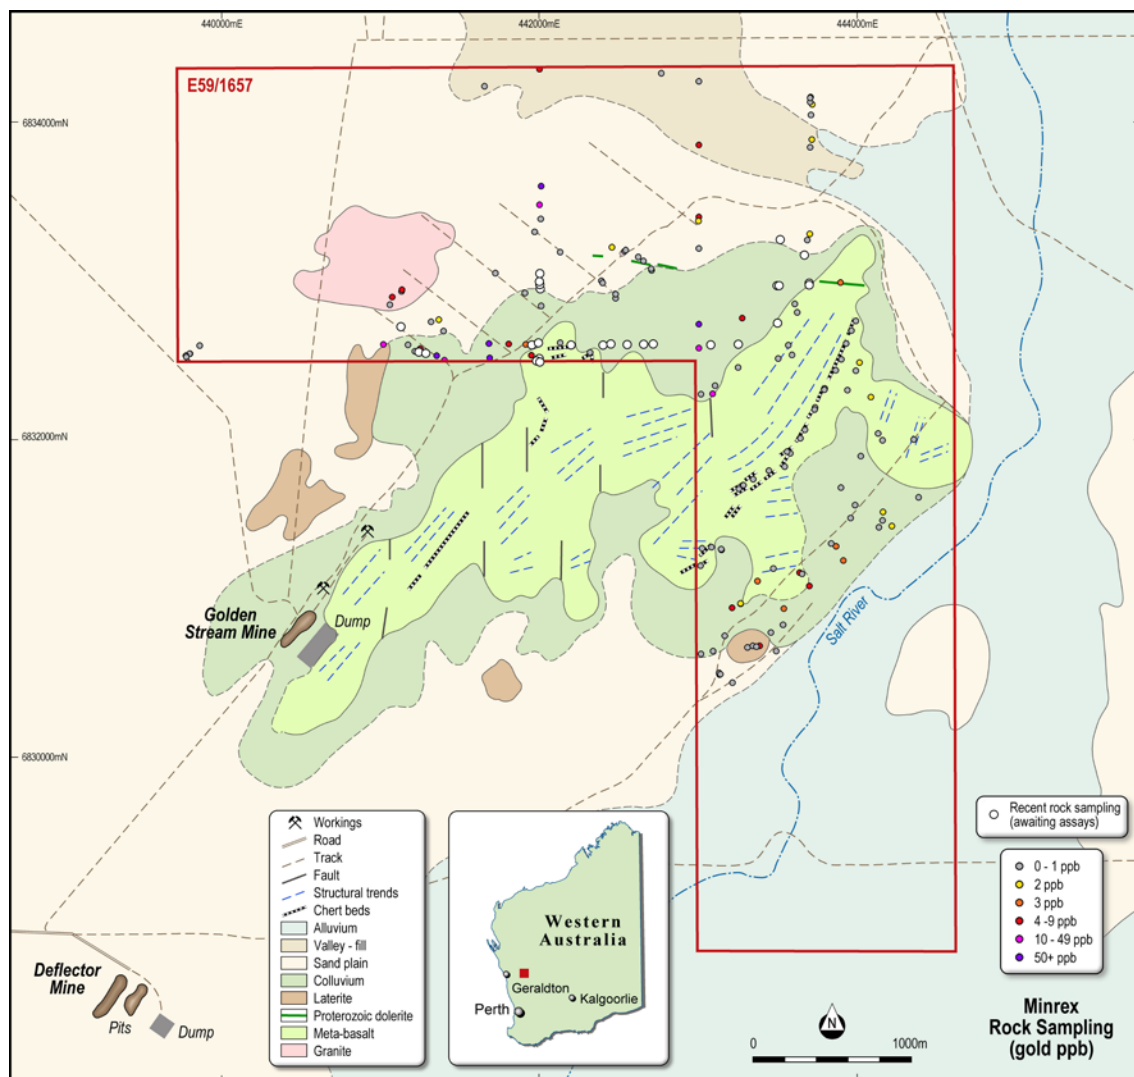 440000mE
442000mE
444000mE
E59/1657
6834000mN
6832000mN
Golden
Stream Mine
Dump
Salt River
6830000mN
Workings
Road
Track
Fault
Structural trends
Chert beds
Alluvium
Valley - fill
Sand plain
Colluvium
Laterite
Proterozoic dolerite
Meta-basalt
Granite
Western
Australia
Geraldton
Kalgoorlie
Perth
Recent rock sampling
(awaiting assays)
0 - 1 ppb
2 ppb
3 ppb
4 -9 ppb
10 - 49 ppb
50+ ppb
Deflector
Mine
Pits
Dump
N
0
1000m
Minrex
Rock Sampling
(gold ppb)